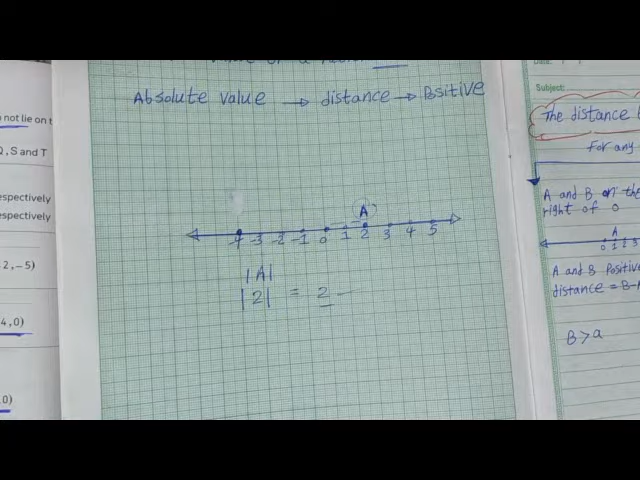 not lie on t
, S and T
espectively
espectively
2, -5)
4, 0)
, 0)
Absolute value → distance → Positive
A
-4 -3 -2 -1 0 1 2 3 4 5
|A|
|2| = 2
Subject:
The distance
For any
A and B on the
right of 0
A
0 1 2 3
A and B Positive
distance = B-
B > a